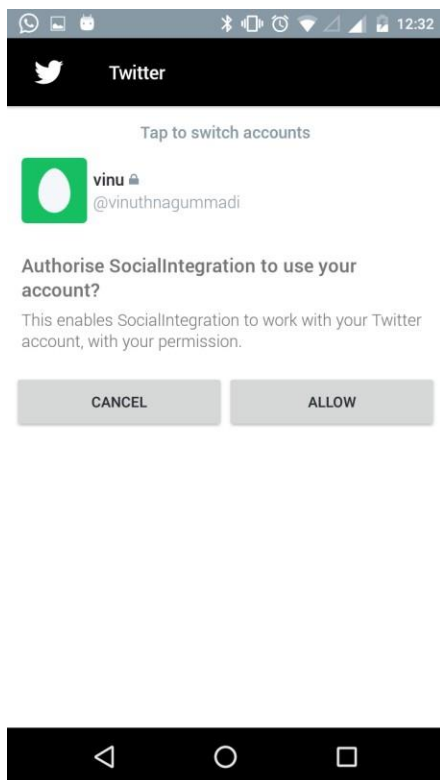 12:32
Twitter
Tap to switch accounts
vinu
@vinuthnagummadi
Authorise SocialIntegration to use your
account?
This enables SocialIntegration to work with your Twitter
account, with your permission.
CANCEL
ALLOW